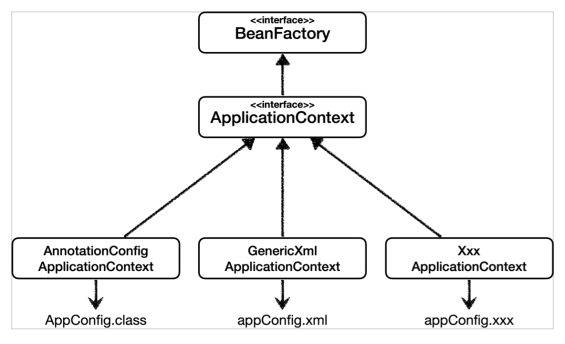 <<interface>>
BeanFactory
<<interface>>
ApplicationContext
AnnotationConfig
ApplicationContext
GenericXml
ApplicationContext
Xxx
ApplicationContext
AppConfig.class
appConfig.xml
appConfig.xxx